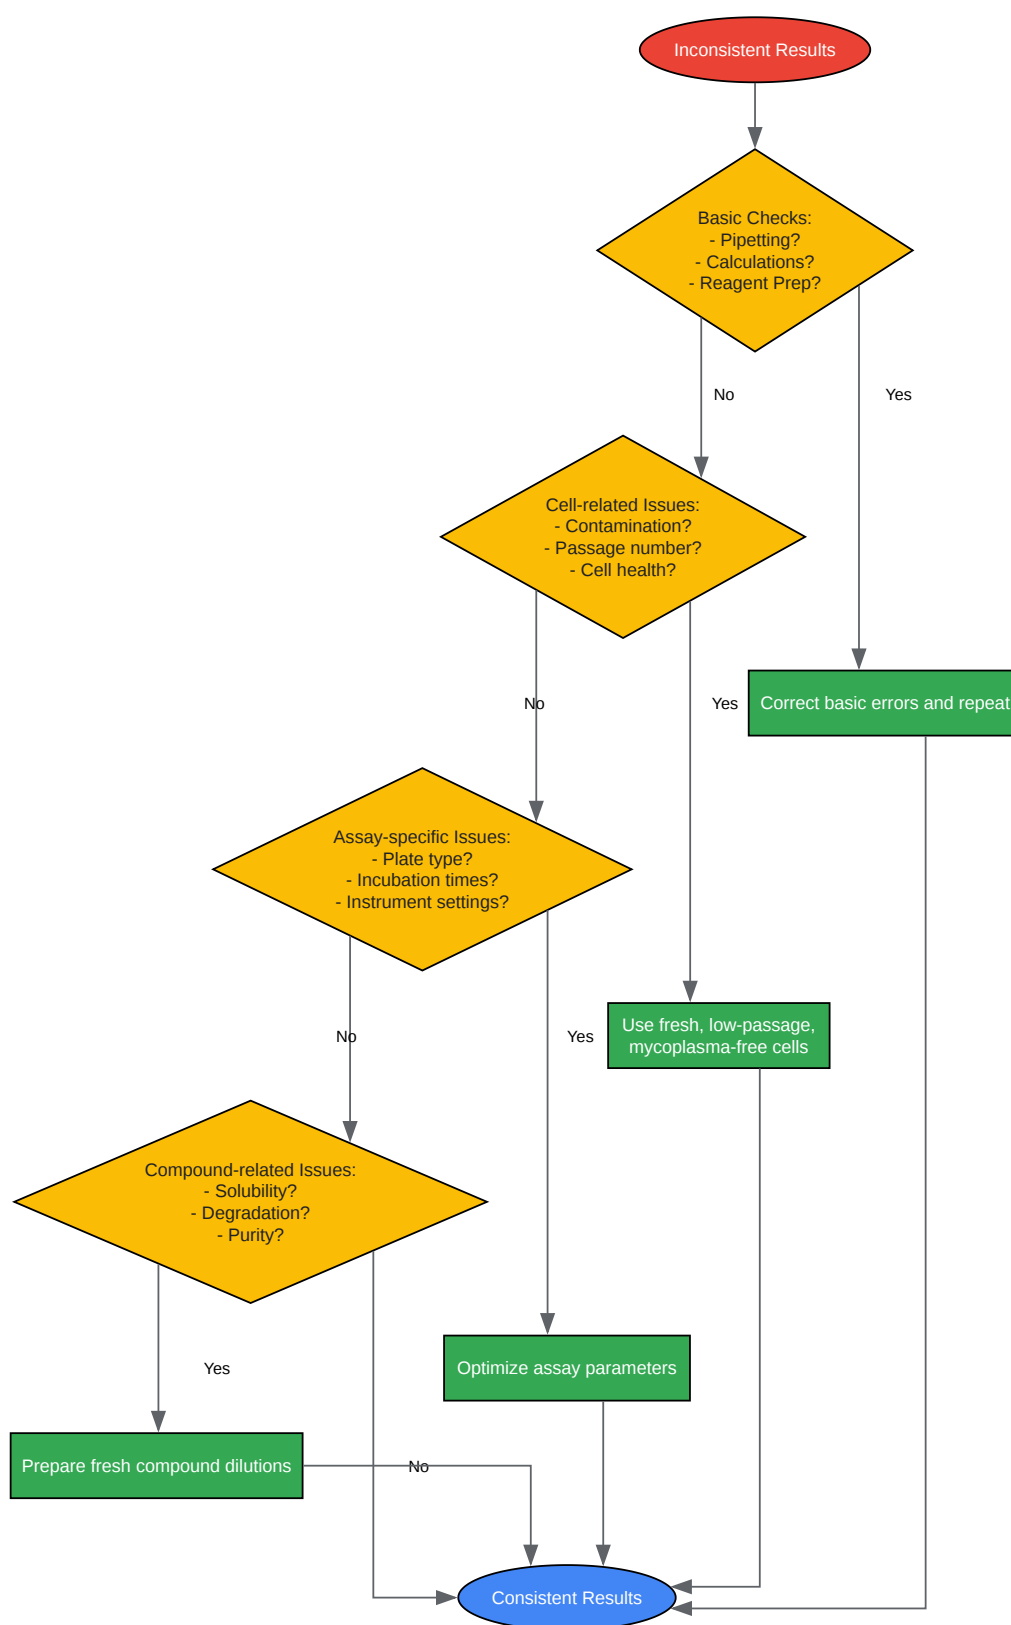 Inconsistent Results
Basic Checks:
- Pipetting?
- Calculations?
- Reagent Prep?
No
Yes
Cell-related Issues:
- Contamination?
- Passage number?
- Cell health?
No
Yes
Correct basic errors and repeat
Assay-specific Issues:
- Plate type?
- Incubation times?
- Instrument settings?
No
Yes
Use fresh, low-passage,
mycoplasma-free cells
Compound-related Issues:
- Solubility?
- Degradation?
- Purity?
Yes
Optimize assay parameters
Prepare fresh compound dilutions
No
Consistent Results